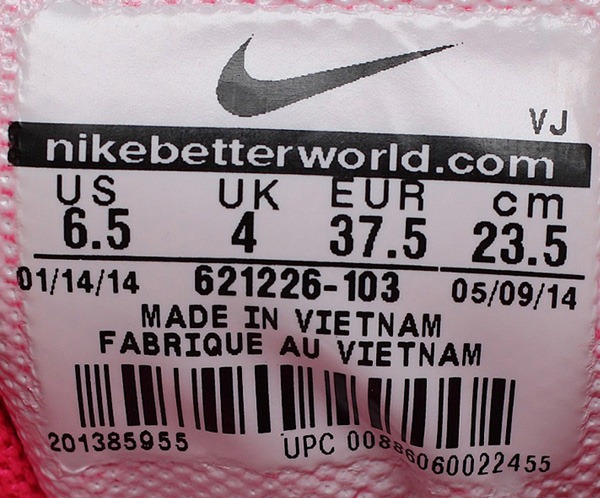 VJ
nikebetterworld.com
US UK EUR cm
6.5 4 37.5 23.5
01/14/14 621226-103 05/09/14
MADE IN VIETNAM
FABRIQUE AU VIETNAM
201385955 UPC 00886060022455